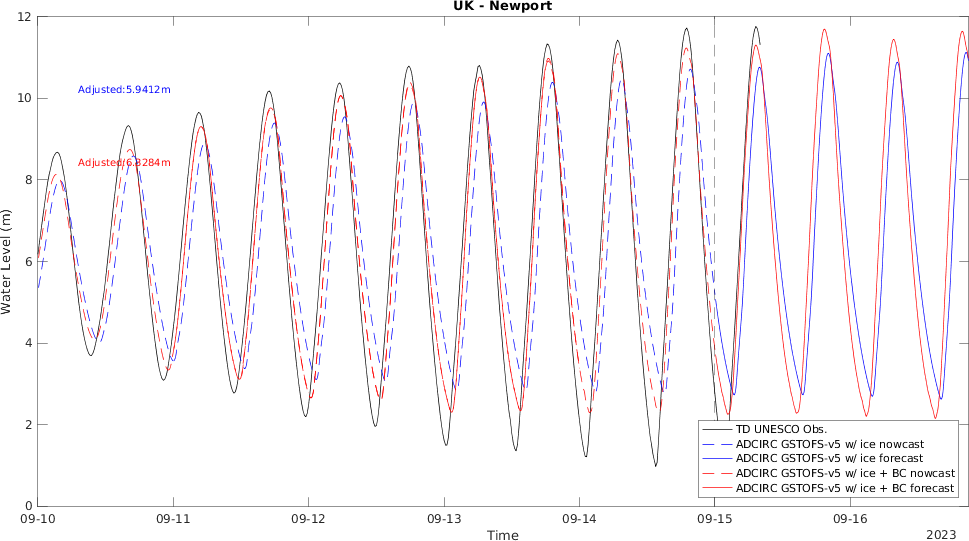 UK - Newport
12
10
8
6
4
2
0
Water Level (m)
Adjusted:5.9412m
Adjusted:6.3284m
TD UNESCO Obs.
ADCIRC GSTOFS-v5 w/ ice nowcast
ADCIRC GSTOFS-v5 w/ ice forecast
ADCIRC GSTOFS-v5 w/ ice + BC nowcast
ADCIRC GSTOFS-v5 w/ ice + BC forecast
09-10 09-11 09-12 09-13 09-14 09-15 09-16
Time
2023